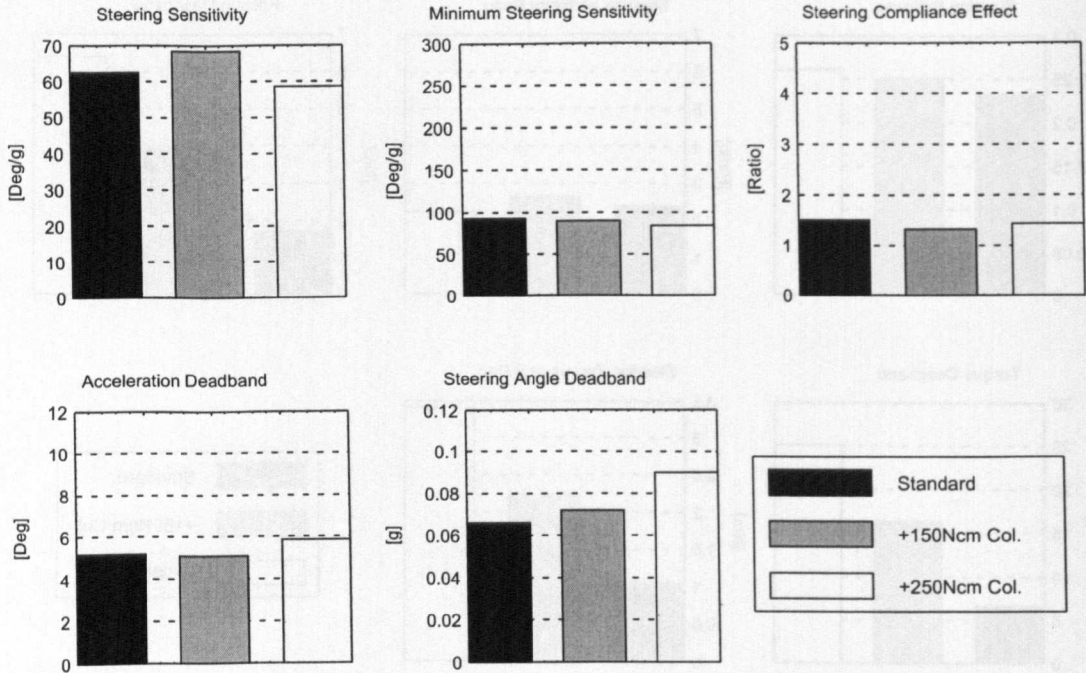 Steering Sensitivity
Minimum Steering Sensitivity
Steering Compliance Effect
70
60
50
40
30
20
10
0
[Deg/g]
300
250
200
150
100
50
0
[Deg/g]
5
4
3
2
1
0
[Ratio]
Acceleration Deadband
Steering Angle Deadband
12
10
8
6
4
2
0
[Deg]
0.12
0.1
0.08
0.06
0.04
0.02
0
[g]
Standard
+150Ncm Col.
+250Ncm Col.